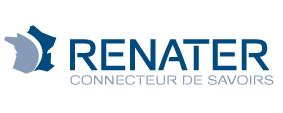 RENATER
CONNECTEUR DE SAVOIRS